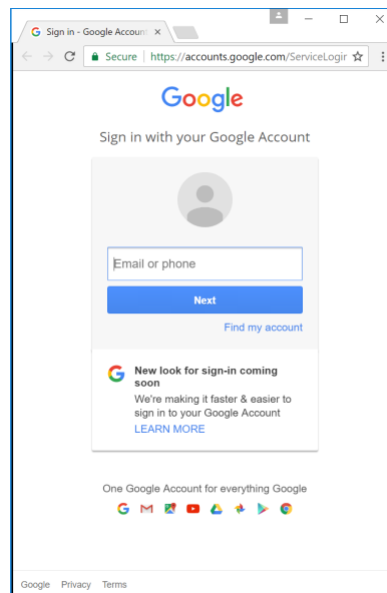 Sign in - Google Accoun
Secure https://accounts.google.com/ServiceLogin
Google
Sign in with your Google Account
Email or phone
Next
Find my account
New look for sign-in coming
soon
We're making it faster & easier to
sign in to your Google Account
LEARN MORE
One Google Account for everything Google
Google Privacy Terms